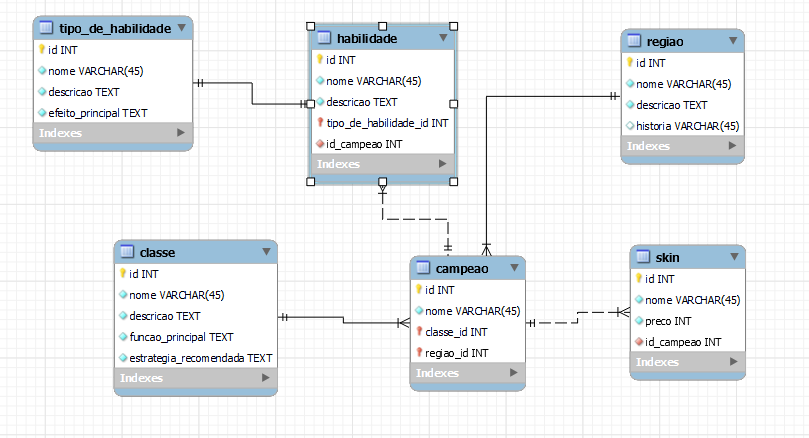 tipo_de_habilidade
id INT
nome VARCHAR(45)
descricao TEXT
efeito_principal TEXT
Indexes
habilidade
id INT
nome VARCHAR(45)
descricao TEXT
tipo_de_habilidade_id INT
id_campeao INT
Indexes
regiao
id INT
nome VARCHAR(45)
descricao TEXT
historia VARCHAR(45)
Indexes
classe
id INT
nome VARCHAR(45)
descricao TEXT
funcao_principal TEXT
estrategia_recomendada TEXT
Indexes
campeao
id INT
nome VARCHAR(45)
classe_id INT
regiao_id INT
Indexes
skin
id INT
nome VARCHAR(45)
preco INT
id_campeao INT
Indexes